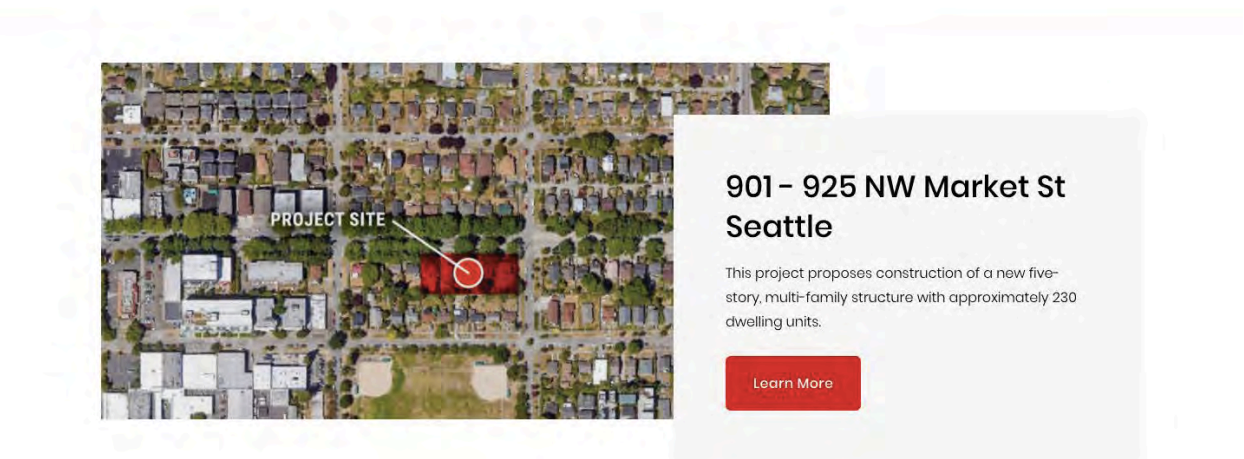 PROJECT SITE
901 - 925 NW Market St
Seattle
This project proposes construction of a new five-
story, multi-family structure with approximately 230
dwelling units.
Learn More